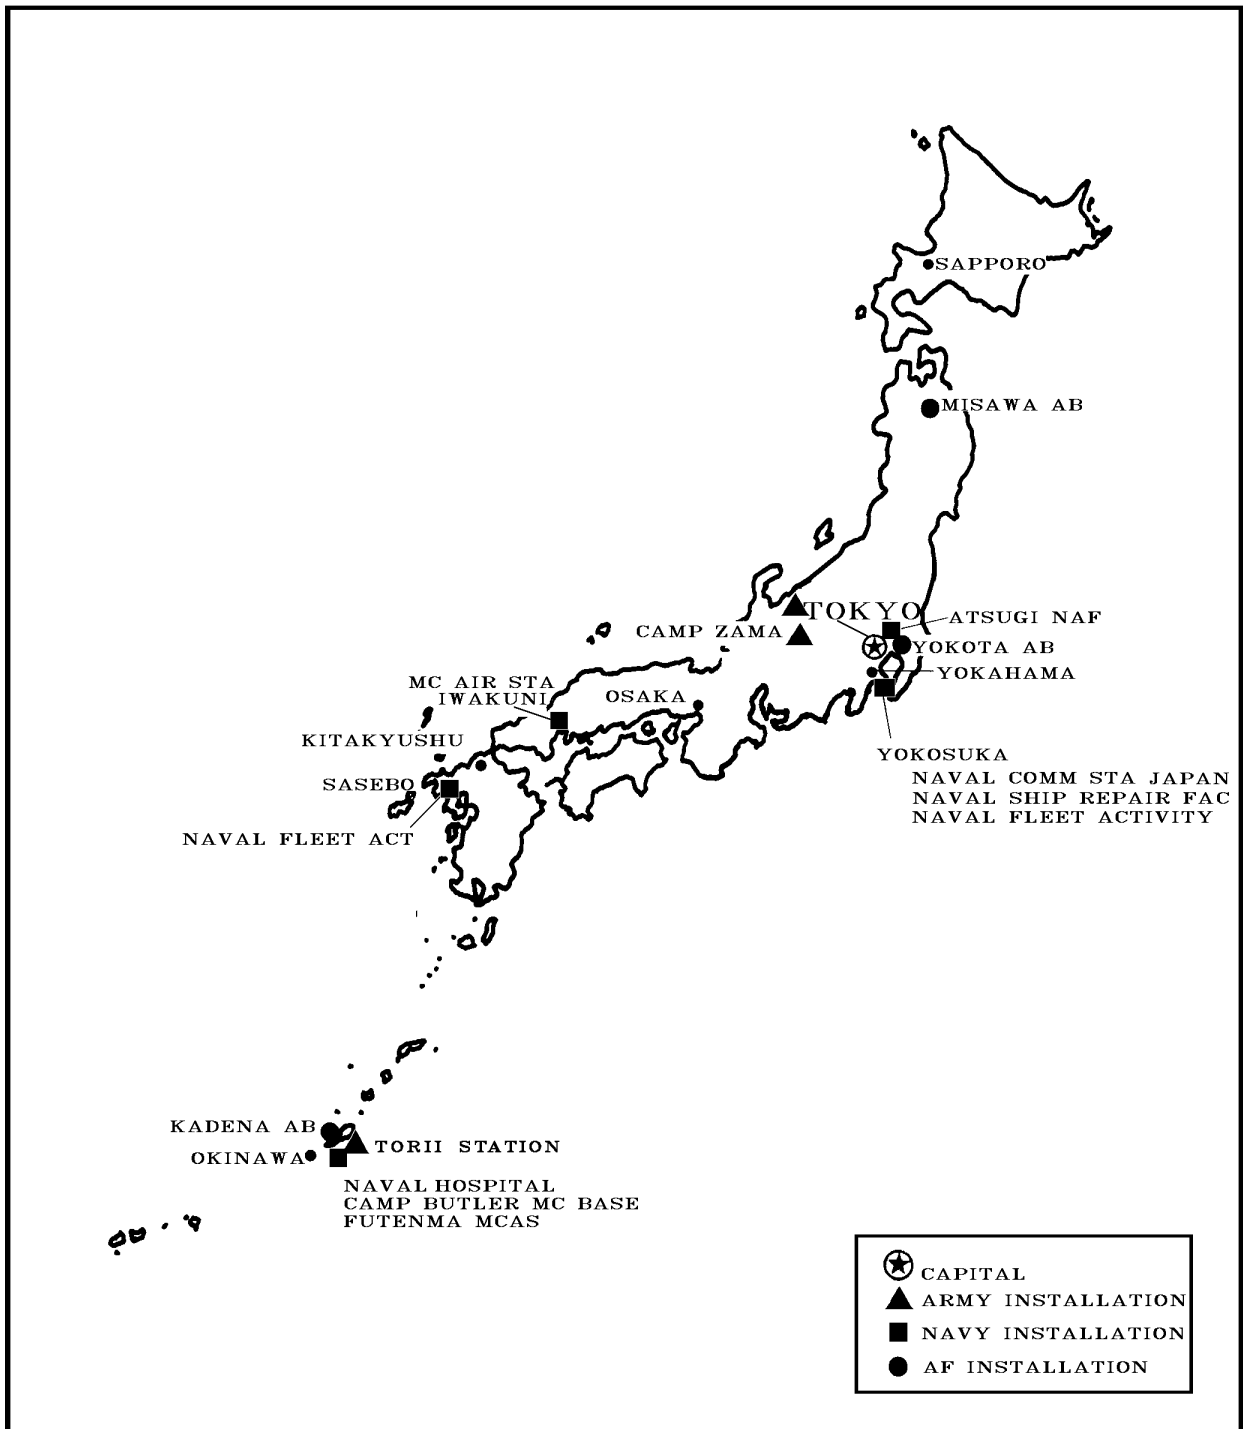 SAPPORO
MISAWA AB
TOKYO
ATSUGI NAF
CAMP ZAMA
YOKOTA AB
YOKAHAMA
MC AIR STA
IWAKUNI
OSAKA
KITAKYUSHU
YOKOSUKA
NAVAL COMM STA JAPAN
NAVAL SHIP REPAIR FAC
NAVAL FLEET ACTIVITY
SASEBO
NAVAL FLEET ACT
KADENA AB
TORII STATION
OKINAWA
NAVAL HOSPITAL
CAMP BUTLER MC BASE
FUTENMA MCAS
CAPITAL
ARMY INSTALLATION
NAVY INSTALLATION
AF INSTALLATION